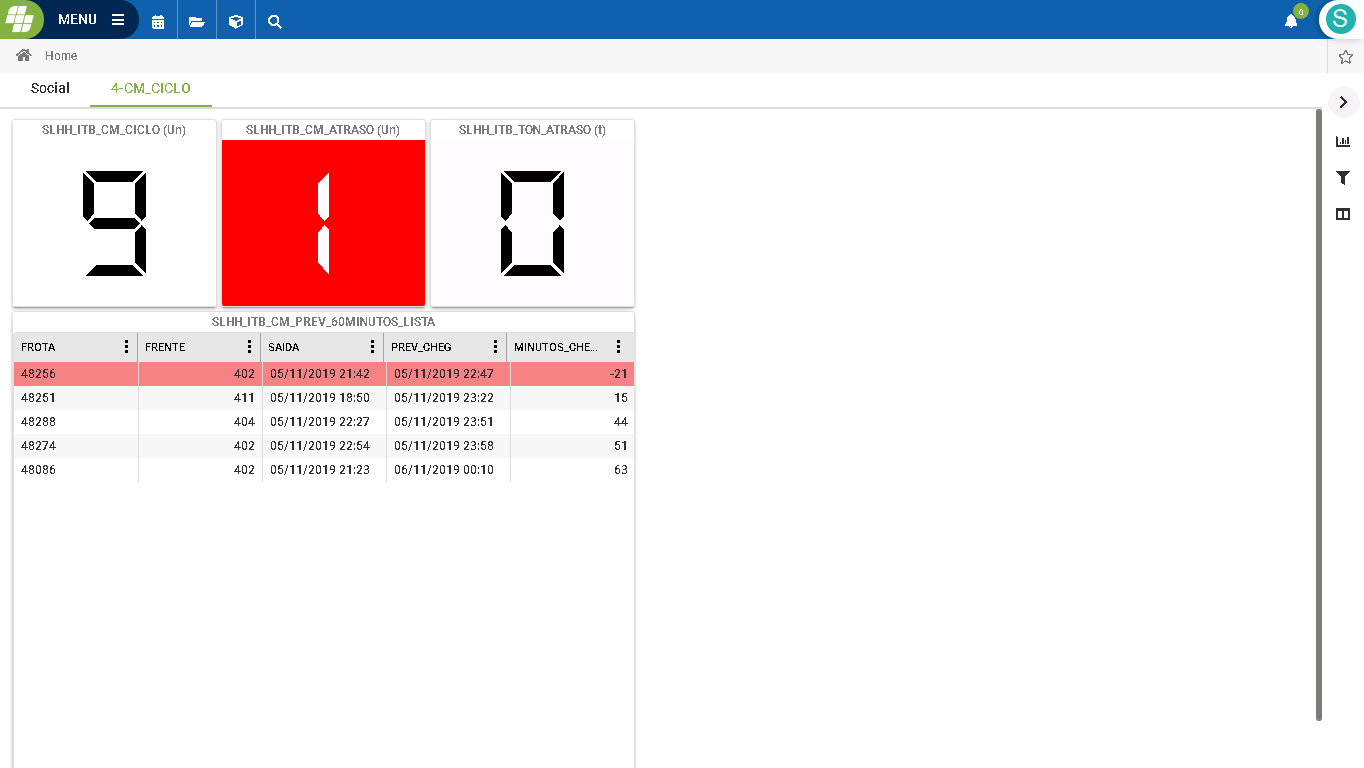 MENU
0
S
Home
Social 4-CM_CICLO
SLHH_ITB_CM_CICLO (Un) SLHH_ITB_CM_ATRASO (Un) SLHH_ITB_TON_ATRASO (t)
9 1 0
SLHH_ITB_CM_PREV_60MINUTOS_LISTA
FROTA FRENTE SAIDA PREV_CHEG MINUTOS_CHE...
48256 402 05/11/2019 21:42 05/11/2019 22:47 -21
48251 411 05/11/2019 18:50 05/11/2019 23:22 15
48288 404 05/11/2019 22:27 05/11/2019 23:51 44
48274 402 05/11/2019 22:54 05/11/2019 23:58 51
48086 402 05/11/2019 21:23 06/11/2019 00:10 63